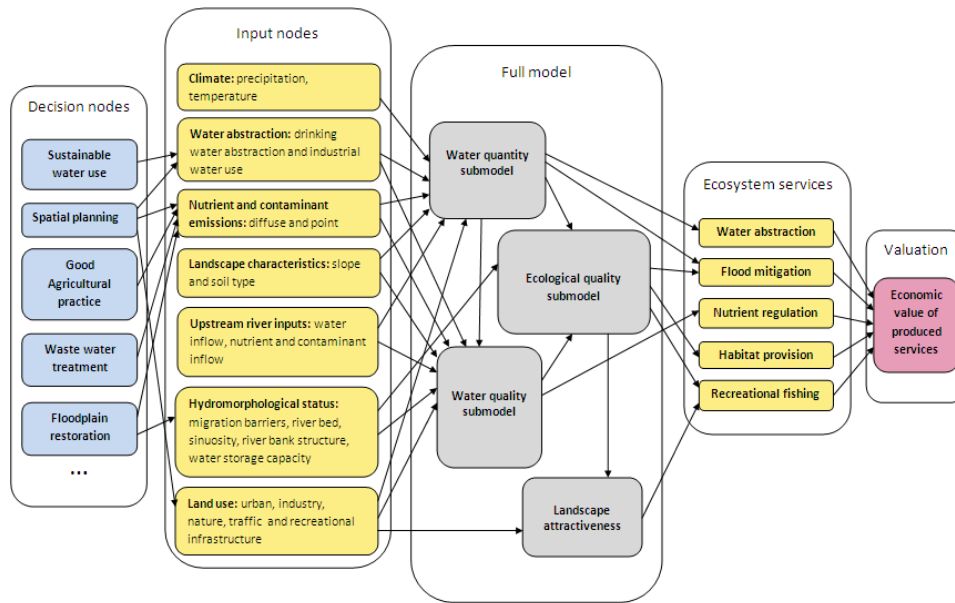 Decision nodes
Sustainable
water use
Spatial planning
Good
Agricultural
practice
Waste water
treatment
Floodplain
restoration
...
Input nodes
Climate: precipitation,
temperature
Water abstraction: drinking
water abstraction and industrial
water use
Nutrient and contaminant
emissions: diffuse and point
Landscape characteristics: slope
and soil type
Upstream river inputs: water
inflow, nutrient and contaminant
inflow
Hydromorphological status:
migration barriers, river bed,
sinuosity, river bank structure,
water storage capacity
Land use: urban, industry,
nature, traffic and recreational
infrastructure
Full model
Water quantity
submodel
Ecological quality
submodel
Water quality
submodel
Landscape
attractiveness
Ecosystem services
Water abstraction
Flood mitigation
Nutrient regulation
Habitat provision
Recreational fishing
Valuation
Economic
value of
produced
services